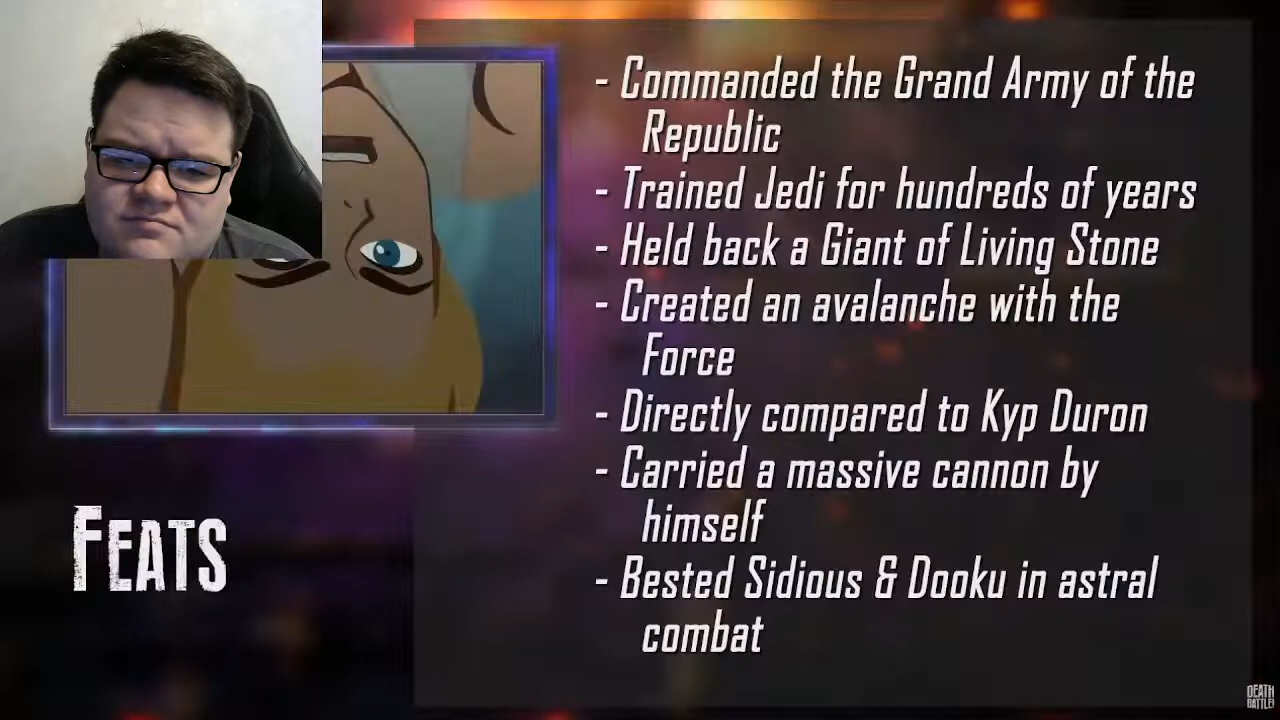 - Commanded the Grand Army of the
Republic
- Trained Jedi for hundreds of years
- Held back a Giant of Living Stone
- Created an avalanche with the
Force
- Directly compared to Kyp Duron
- Carried a massive cannon by
himself
- Bested Sidious & Dooku in astral
combat
FEATS
DEATH
BATTLE!